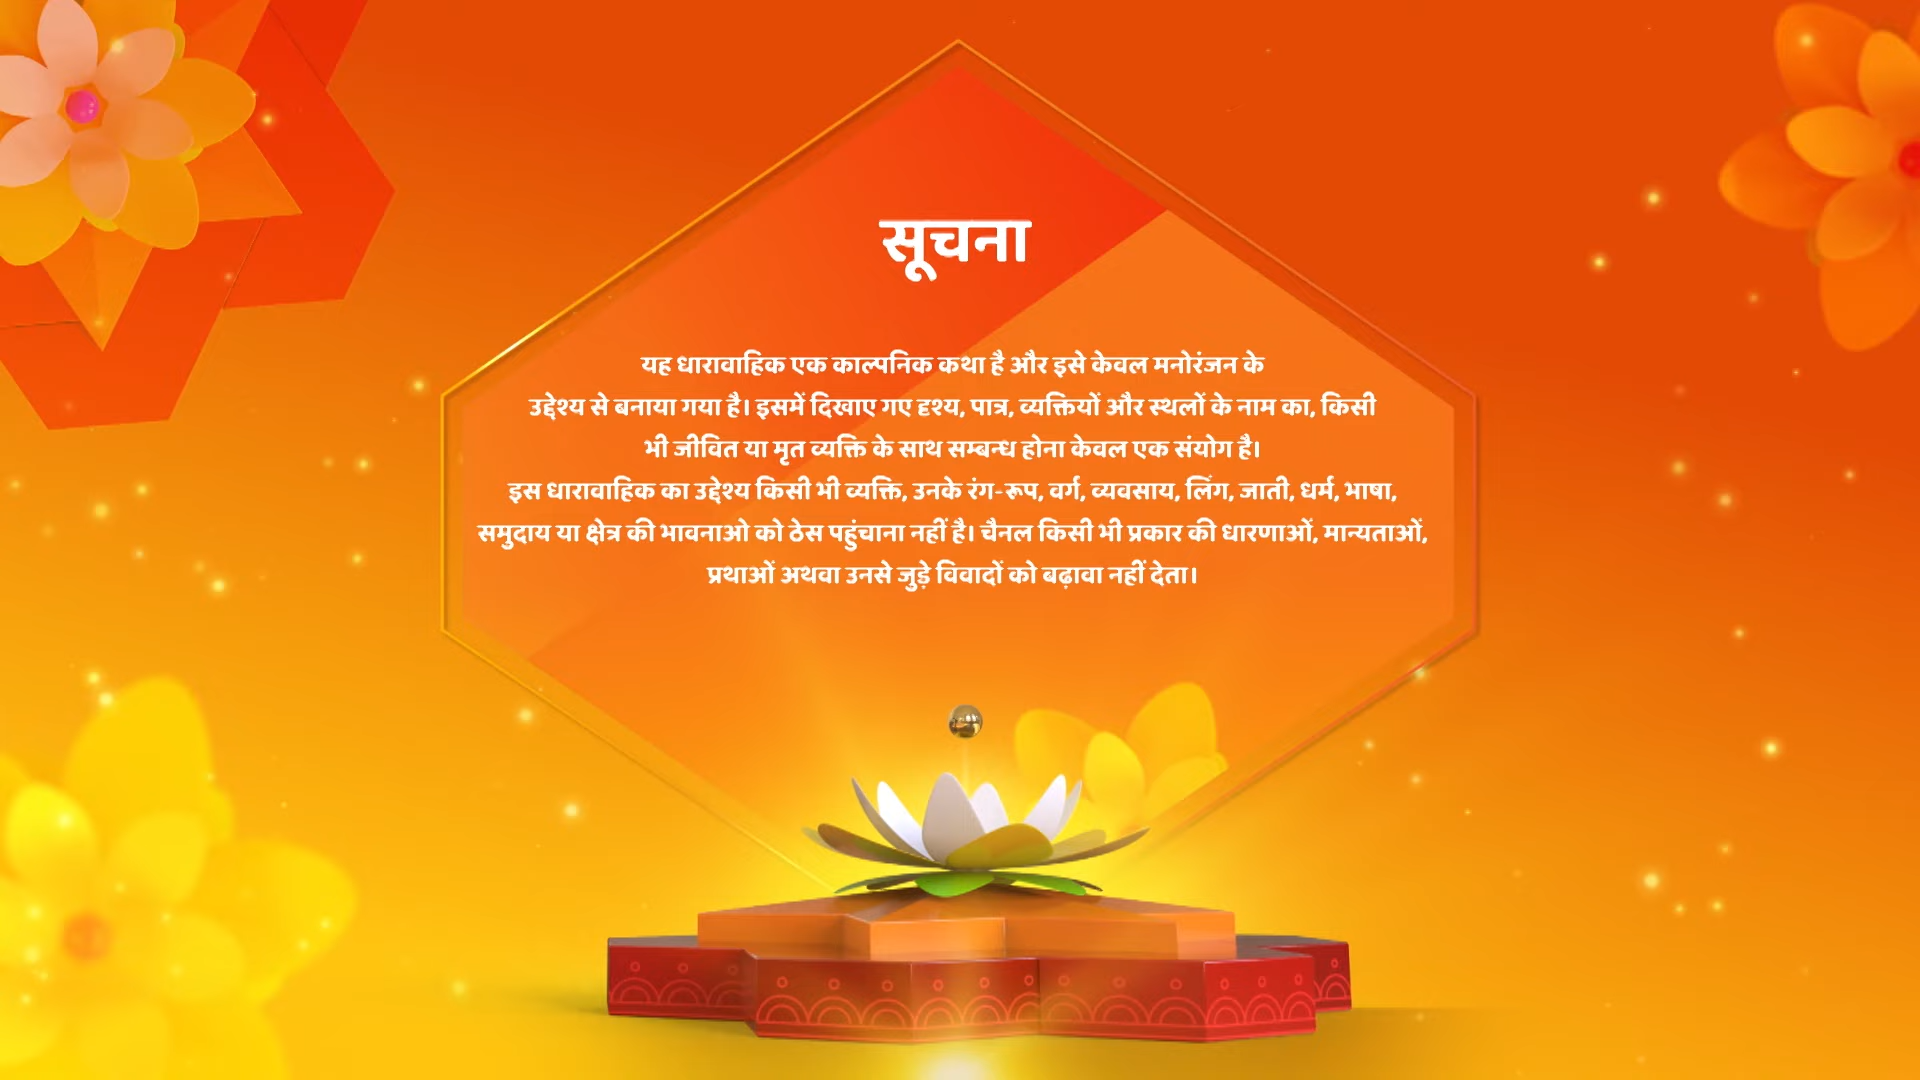 सूचना
यह धारावाहिक एक काल्पनिक कथा है और इसे केवल मनोरंजन के
उद्देश्य से बनाया गया है। इसमें दिखाए गए दृश्य, पात्र, व्यक्तियों और स्थलों के नाम का, किसी
भी जीवित या मृत व्यक्ति के साथ सम्बन्ध होना केवल एक संयोग है।
इस धारावाहिक का उद्देश्य किसी भी व्यक्ति, उनके रंग-रूप, वर्ग, व्यवसाय, लिंग, जाती, धर्म, भाषा,
समुदाय या क्षेत्र की भावनाओ को ठेस पहुंचाना नहीं है। चैनल किसी भी प्रकार की धारणाओं, मान्यताओं,
प्रथाओं अथवा उनसे जुड़े विवादों को बढ़ावा नहीं देता।